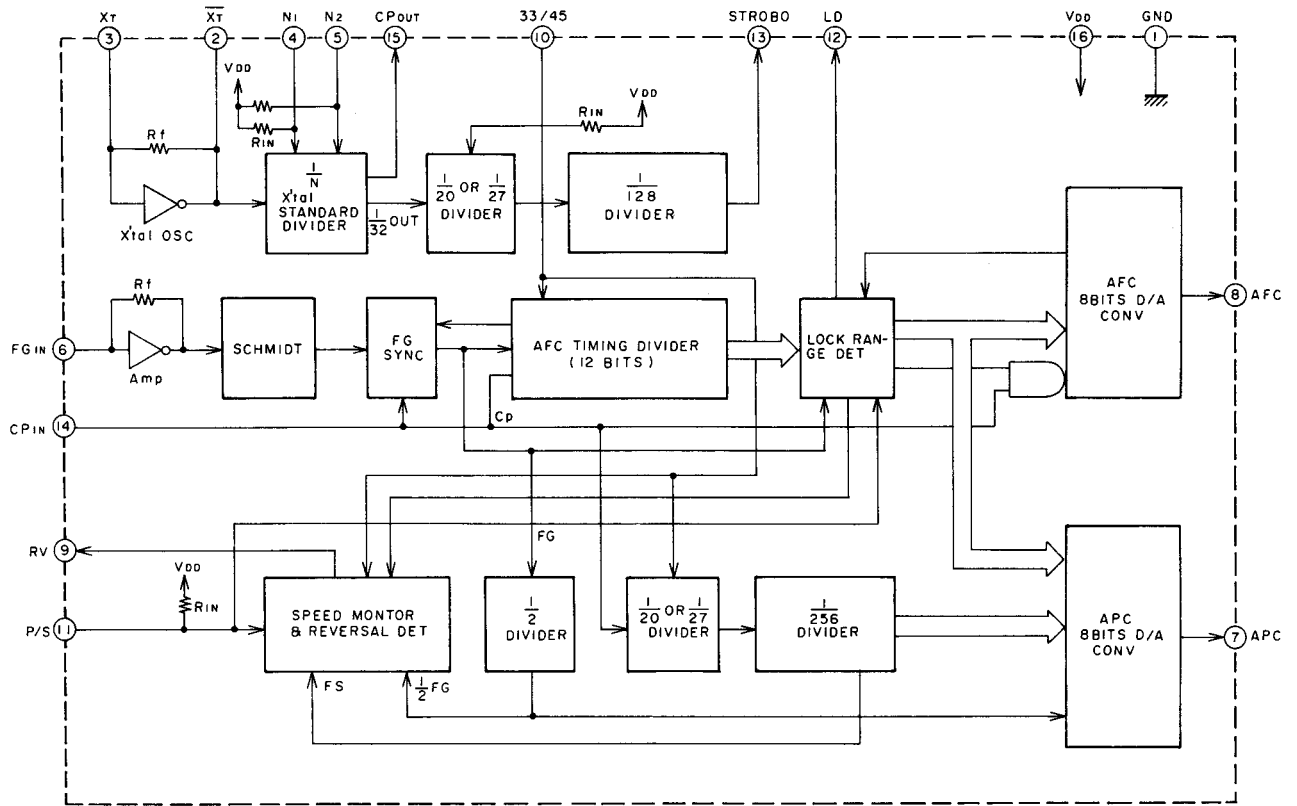 XT X̅T̅ N1 N2 CPOUT 33/45 STROBO LD VDD GND
3 2 4 5 15 10 13 12 16 1
VDD
VDD
RIN
Rf
RIN
1/N
X'tal
STANDARD
DIVIDER
1/32 OUT
1/20 OR 1/27
DIVIDER
1/128
DIVIDER
X'tal OSC
AFC
8BITS D/A
CONV
8 AFC
Rf
FGIN 6
Amp
SCHMIDT
FG
SYNC
AFC TIMING DIVIDER
(12 BITS)
LOCK RAN-
GE DET
CPIN 14
Cp
FG
RV 9
VDD
RIN
P/S 11
SPEED MONTOR
& REVERSAL DET
1/2
DIVIDER
1/20 OR 1/27
DIVIDER
1/256
DIVIDER
APC
8BITS D/A
CONV
7 APC
FS
1/2 FG